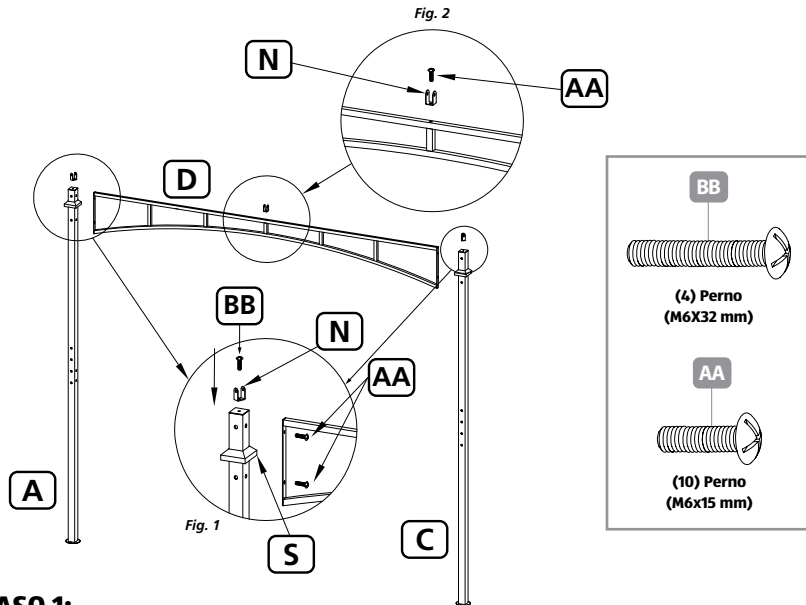 Fig. 2
N
AA
D
BB
N
AA
A
Fig. 1
S
C
BB
(4) Perno
(M6X32 mm)
AA
(10) Perno
(M6x15 mm)
ASO 1: